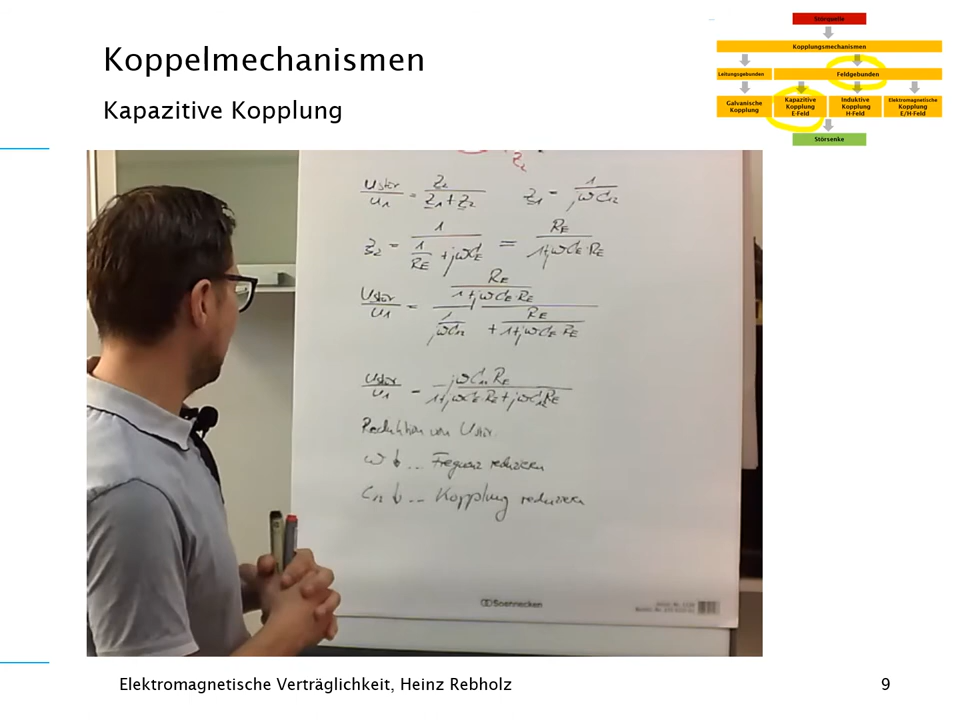 Koppelmechanismen
Kapazitive Kopplung
Störquelle
Kopplungsmechanismen
Leitungsgebunden
Feldgebunden
Galvanische Kopplung
Kapazitive Kopplung E-Feld
Induktive Kopplung H-Feld
Elektromagnetische Kopplung E/H-Feld
Störsenke
Z2
Ustör/U1 = Z2/(Z1+Z2) Z1 = 1/(jωC12)
Z2 = 1/(1/RE + jωCE) = RE/(1+jωCE·RE)
Ustör/U1 = (RE/(1+jωCE·RE))/(1/(jωC12) + RE/(1+jωCE RE))
Ustör/U1 = jωC12 RE/(1+jωCE·RE+jωC12RE)
Reduktion von Ustör.
ω↓ ... Frequenz reduzieren
C12↓ ... Kopplung reduzieren
Soennecken
Elektromagnetische Verträglichkeit, Heinz Rebholz
9